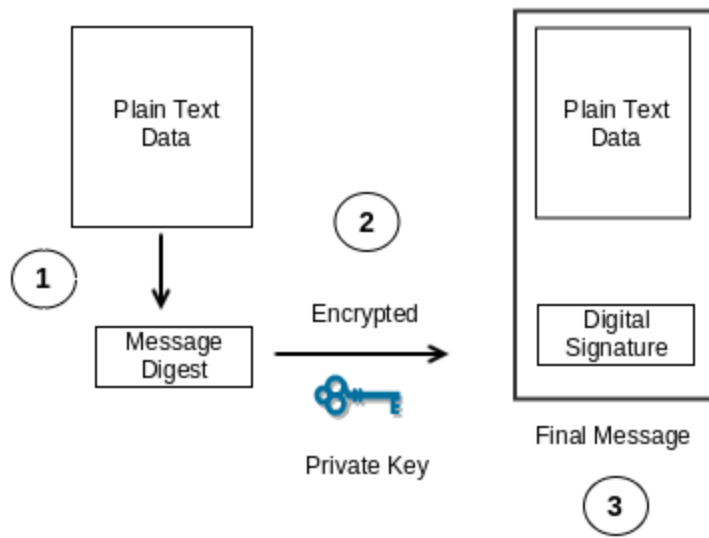 Plain Text
Data
1
Message
Digest
2
Encrypted
Private Key
Plain Text
Data
Digital
Signature
Final Message
3